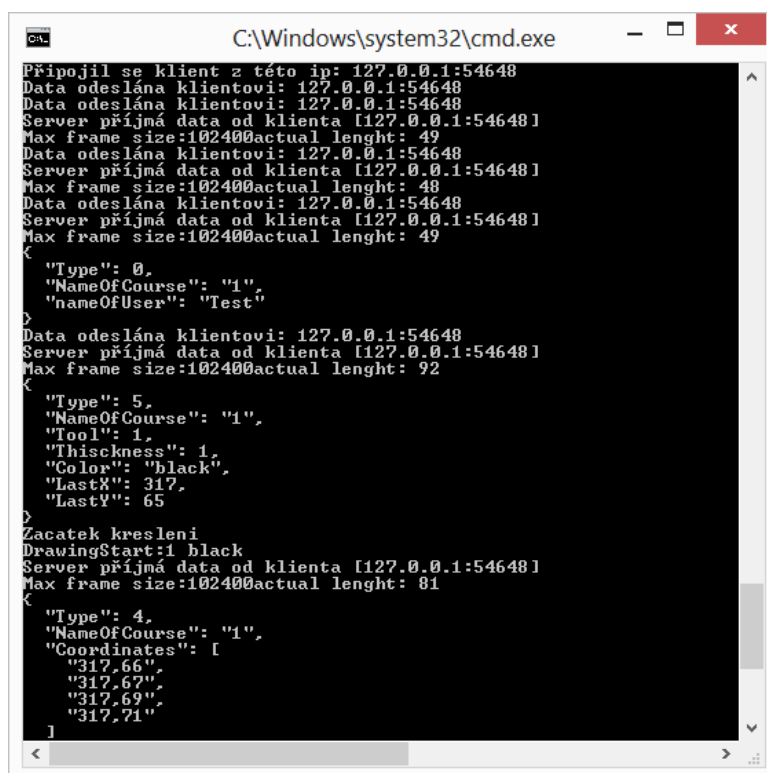 C:\Windows\system32\cmd.exe
Připojil se klient z této ip: 127.0.0.1:54648
Data odeslána klientovi: 127.0.0.1:54648
Data odeslána klientovi: 127.0.0.1:54648
Server příjmá data od klienta [127.0.0.1:54648]
Max frame size:102400actual lenght: 49
Data odeslána klientovi: 127.0.0.1:54648
Server příjmá data od klienta [127.0.0.1:54648]
Max frame size:102400actual lenght: 48
Data odeslána klientovi: 127.0.0.1:54648
Server příjmá data od klienta [127.0.0.1:54648]
Max frame size:102400actual lenght: 49
{
  "Type": 0,
  "NameOfCourse": "1",
  "nameOfUser": "Test"
}
Data odeslána klientovi: 127.0.0.1:54648
Server příjmá data od klienta [127.0.0.1:54648]
Max frame size:102400actual lenght: 92
{
  "Type": 5,
  "NameOfCourse": "1",
  "Tool": 1,
  "Thisckness": 1,
  "Color": "black",
  "LastX": 317,
  "LastY": 65
}
Zacatek kresleni
DrawingStart:1 black
Server příjmá data od klienta [127.0.0.1:54648]
Max frame size:102400actual lenght: 81
{
  "Type": 4,
  "NameOfCourse": "1",
  "Coordinates": [
    "317,66",
    "317,67",
    "317,69",
    "317,71"
  ]